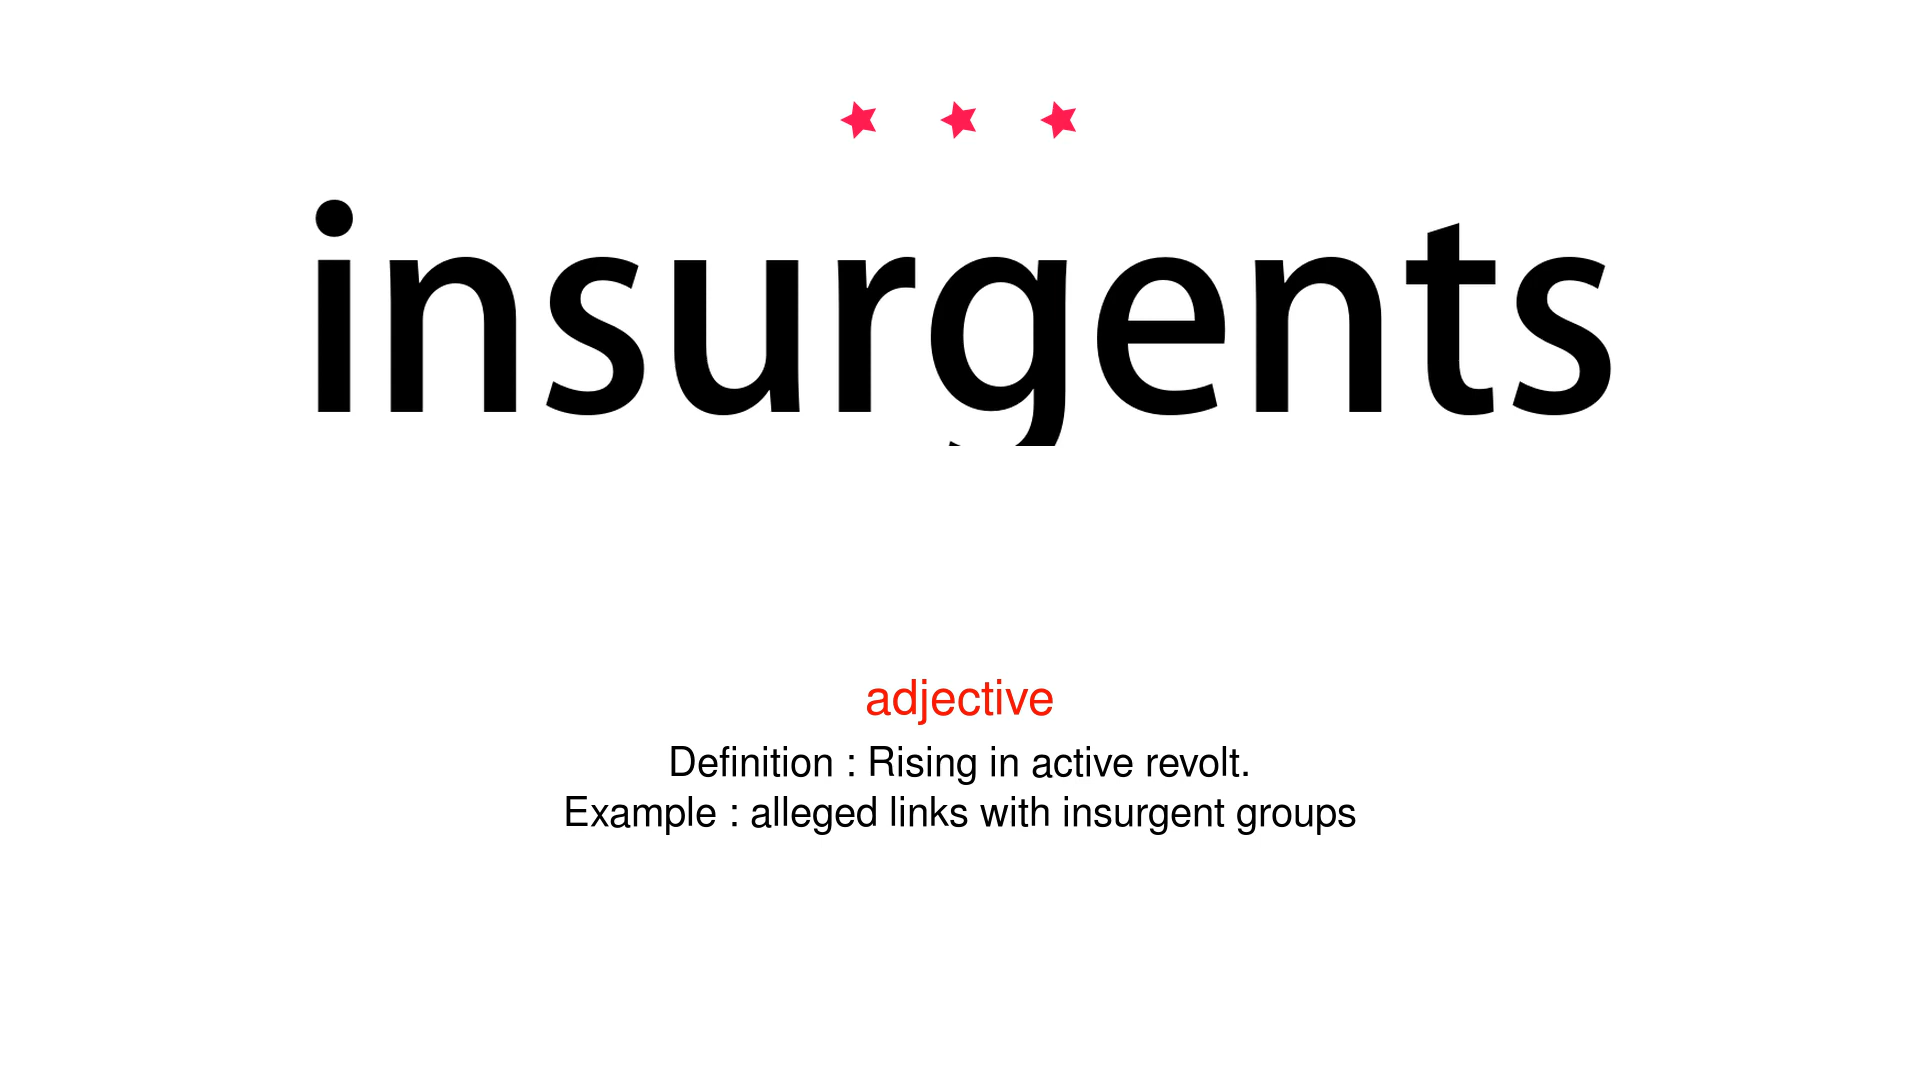 insurgents
adjective
Definition : Rising in active revolt.
Example : alleged links with insurgent groups